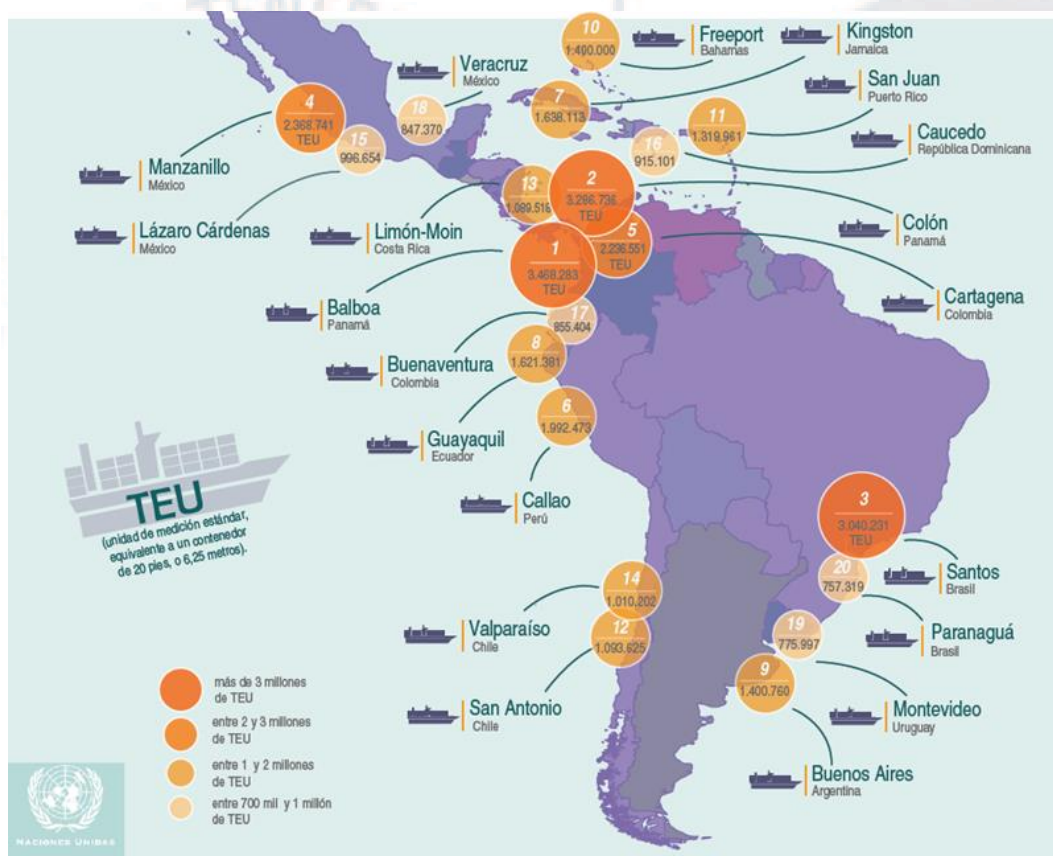 10
1.400.000
Freeport
Bahamas
Kingston
Jamaica
Veracruz
México
San Juan
Puerto Rico
4
2.368.741
TEU
18
847.370
7
1.638.113
11
1.319.961
15
996.654
16
915.101
Caucedo
República Dominicana
Manzanillo
México
13
1.089.518
2
3.286.736
TEU
Lázaro Cárdenas
México
Limón-Moin
Costa Rica
Colón
Panamá
1
3.468.283
TEU
5
2.236.551
TEU
Balboa
Panamá
Cartagena
Colombia
17
855.404
Buenaventura
Colombia
8
1.621.381
6
1.992.473
Guayaquil
Ecuador
Callao
Perú
TEU
(unidad de medición estándar,
equivalente a un contenedor
de 20 pies, o 6,25 metros).
3
3.040.231
TEU
14
1.010.202
20
757.319
Santos
Brasil
Valparaíso
Chile
12
1.093.625
19
775.997
Paranaguá
Brasil
9
1.400.760
San Antonio
Chile
Montevideo
Uruguay
Buenos Aires
Argentina
más de 3 millones
de TEU
entre 2 y 3 millones
de TEU
entre 1 y 2 millones
de TEU
entre 700 mil y 1 millón
de TEU
NACIONES UNIDAS